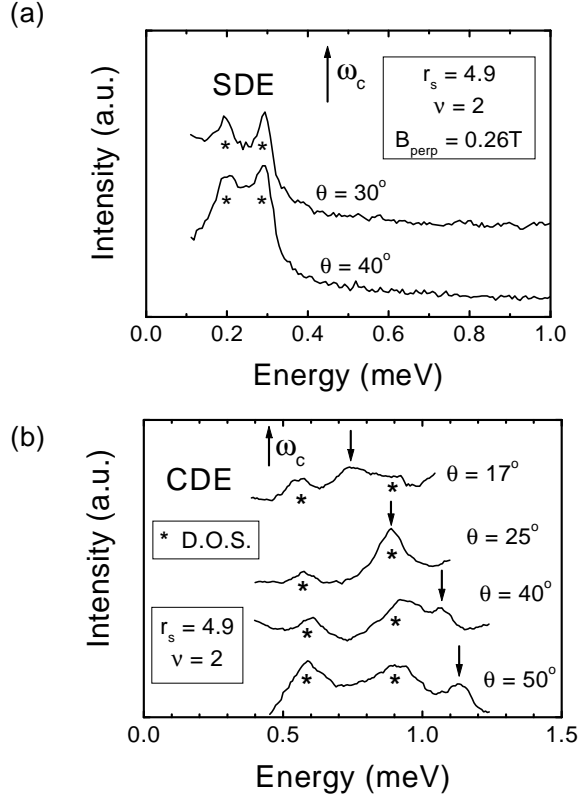 (a)
SDE
ω_c
r_s = 4.9
ν = 2
B_perp = 0.26T
θ = 30°
θ = 40°
Intensity (a.u.)
0.0 0.2 0.4 0.6 0.8 1.0
Energy (meV)
(b)
CDE
ω_c
θ = 17°
* D.O.S.
θ = 25°
θ = 40°
r_s = 4.9
ν = 2
θ = 50°
Intensity (a.u.)
0.0 0.5 1.0 1.5
Energy (meV)